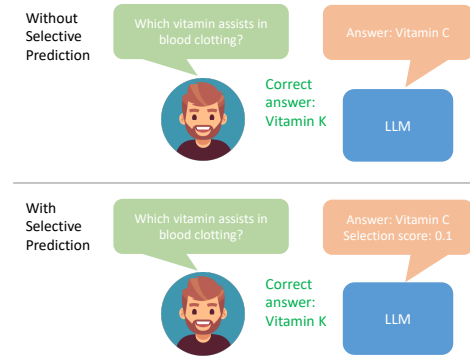 Without
Selective
Prediction
Which vitamin assists in
blood clotting?
Answer: Vitamin C
Correct
answer:
Vitamin K
LLM
With
Selective
Prediction
Which vitamin assists in
blood clotting?
Answer: Vitamin C
Selection score: 0.1
Correct
answer:
Vitamin K
LLM